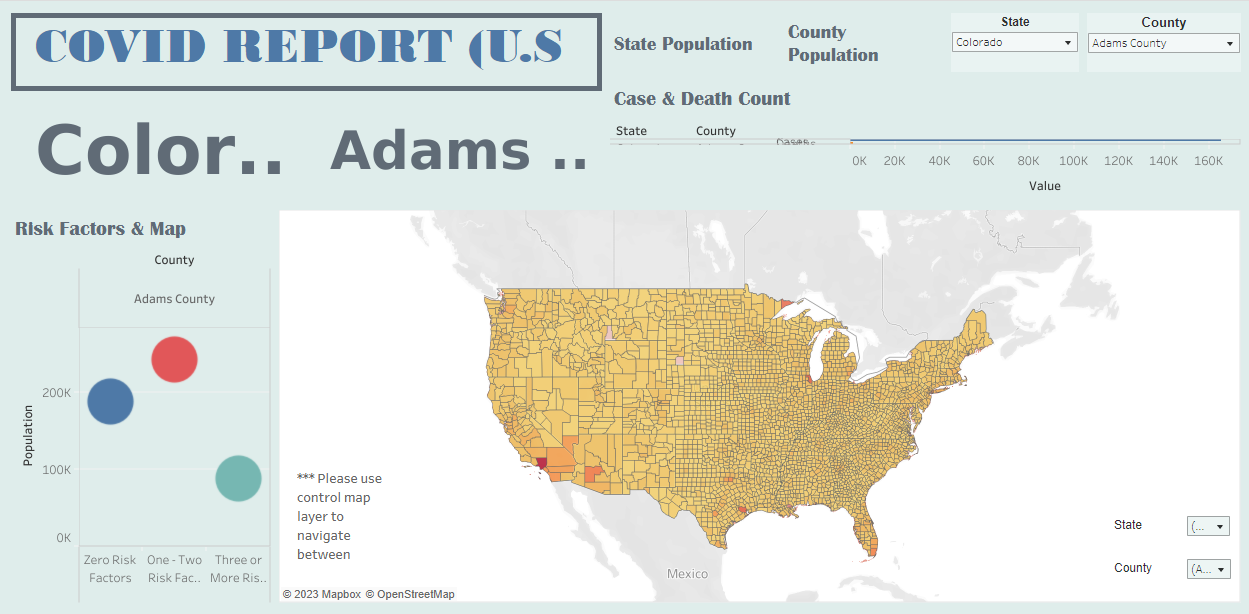 COVID REPORT (U.S
State Population
County
Population
State
Colorado
County
Adams County
Color..
Adams ..
Case & Death Count
State
County
Cases
0K 20K 40K 60K 80K 100K 120K 140K 160K
Value
Risk Factors & Map
County
Adams County
Population
200K
100K
0K
Zero Risk
Factors
One - Two
Risk Fac..
Three or
More Ris..
*** Please use
control map
layer to
navigate
between
Mexico
State
(...
County
(A...
© 2023 Mapbox © OpenStreetMap